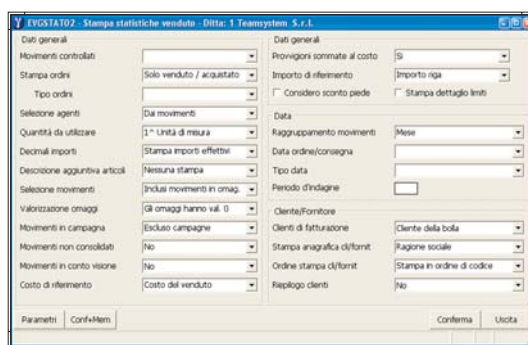 EVGSTAT02 - Stampa statistiche venduto - Ditta: 1 Teamsystem S.r.l.
Dati generali
Movimenti controllati
Stampa ordini Solo venduto / acquistato
Tipo ordini
Selezione agenti Dai movimenti
Quantità da utilizzare 1^ Unità di misura
Decimali importi Stampa importi effettivi
Descrizione aggiuntiva articoli Nessuna stampa
Selezione movimenti Inclusi movimenti in omag.
Valorizzazione omaggi Gli omaggi hanno val. 0
Movimenti in campagna Escluso campagne
Movimenti non consolidati No
Movimenti in conto visione No
Costo di riferimento Costo del venduto
Dati generali
Provvigioni sommate al costo Si
Importo di riferimento Importo riga
Considero sconto piede Stampa dettaglio limiti
Data
Raggruppamento movimenti Mese
Data ordine/consegna
Tipo data
Periodo d'indagine
Cliente/Fornitore
Clienti di fatturazione Cliente della bolla
Stampa anagrafica cli/fornit Ragione sociale
Ordine stampa cli/fornit Stampa in ordine di codice
Riepilogo clienti No
Parametri Conf+Mem Conferma Uscita